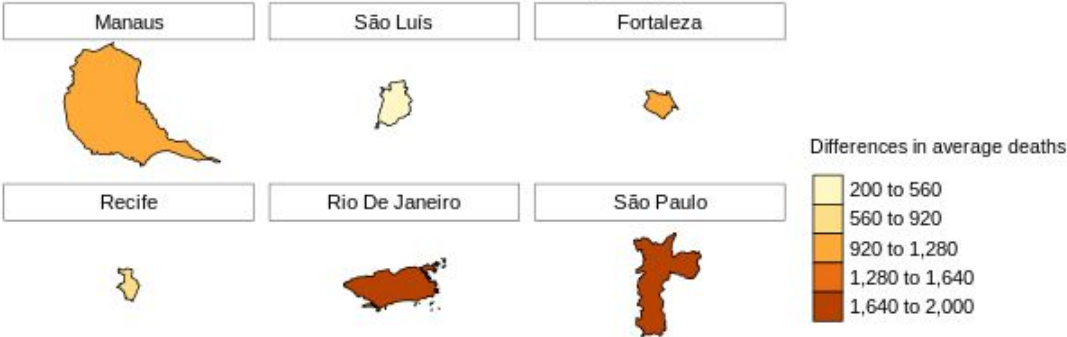 Manaus
São Luís
Fortaleza
Recife
Rio De Janeiro
São Paulo
Differences in average deaths
200 to 560
560 to 920
920 to 1,280
1,280 to 1,640
1,640 to 2,000